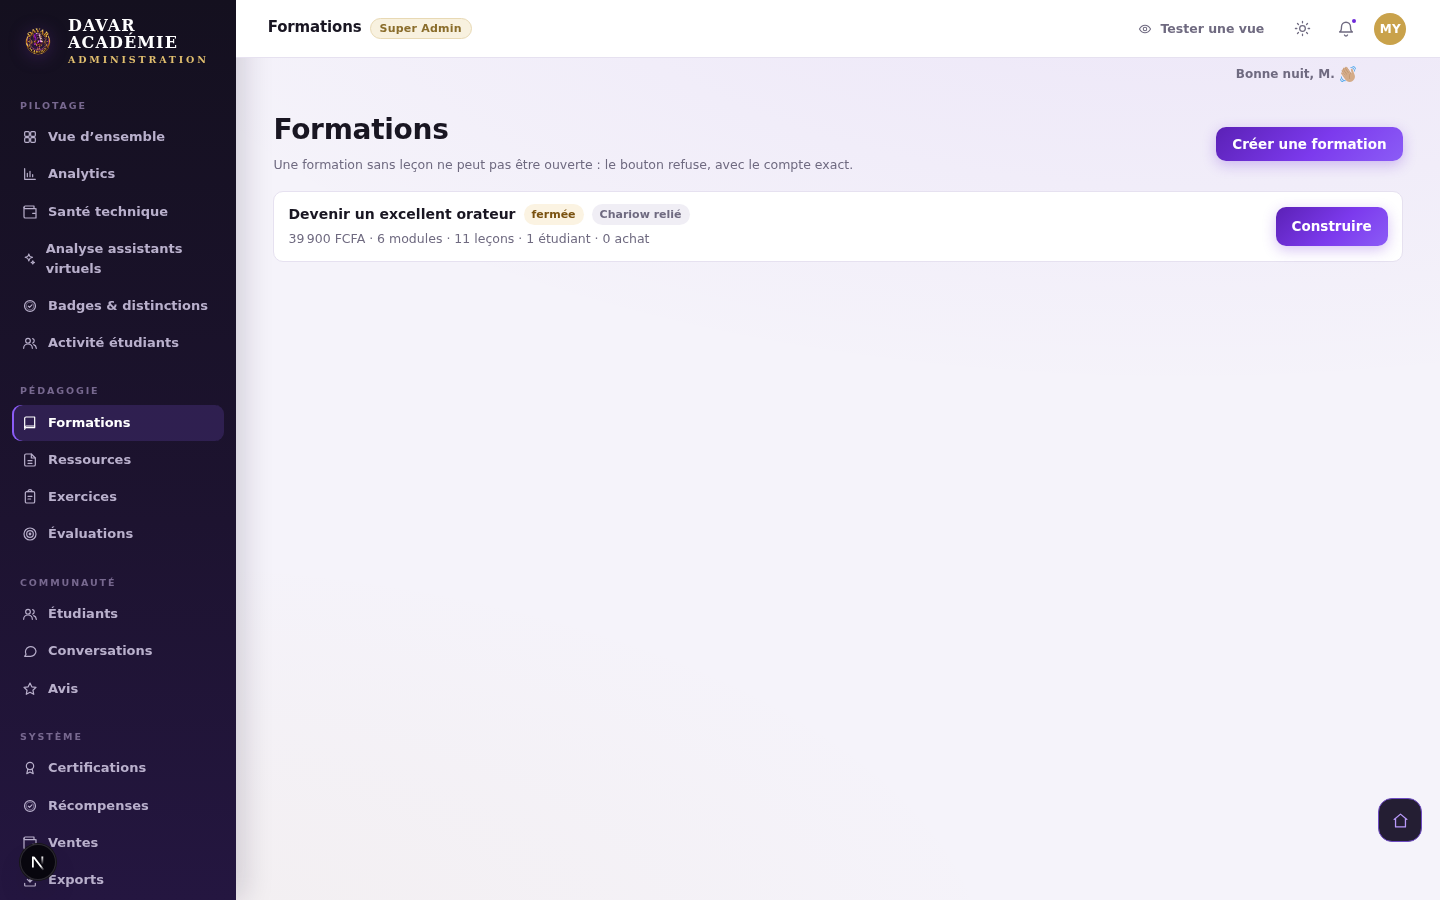 DAVAR
ACADÉMIE
ADMINISTRATION
PILOTAGE
Vue d’ensemble
Analytics
Santé technique
Analyse assistants
virtuels
Badges & distinctions
Activité étudiants
PÉDAGOGIE
Formations
Ressources
Exercices
Évaluations
COMMUNAUTÉ
Étudiants
Conversations
Avis
SYSTÈME
Certifications
Récompenses
Ventes
Exports
N
Formations Super Admin
Tester une vue
MY
Bonne nuit, M. 👋🏽
Formations
Une formation sans leçon ne peut pas être ouverte : le bouton refuse, avec le compte exact.
Créer une formation
Devenir un excellent orateur fermée Chariow relié
39 900 FCFA · 6 modules · 11 leçons · 1 étudiant · 0 achat
Construire